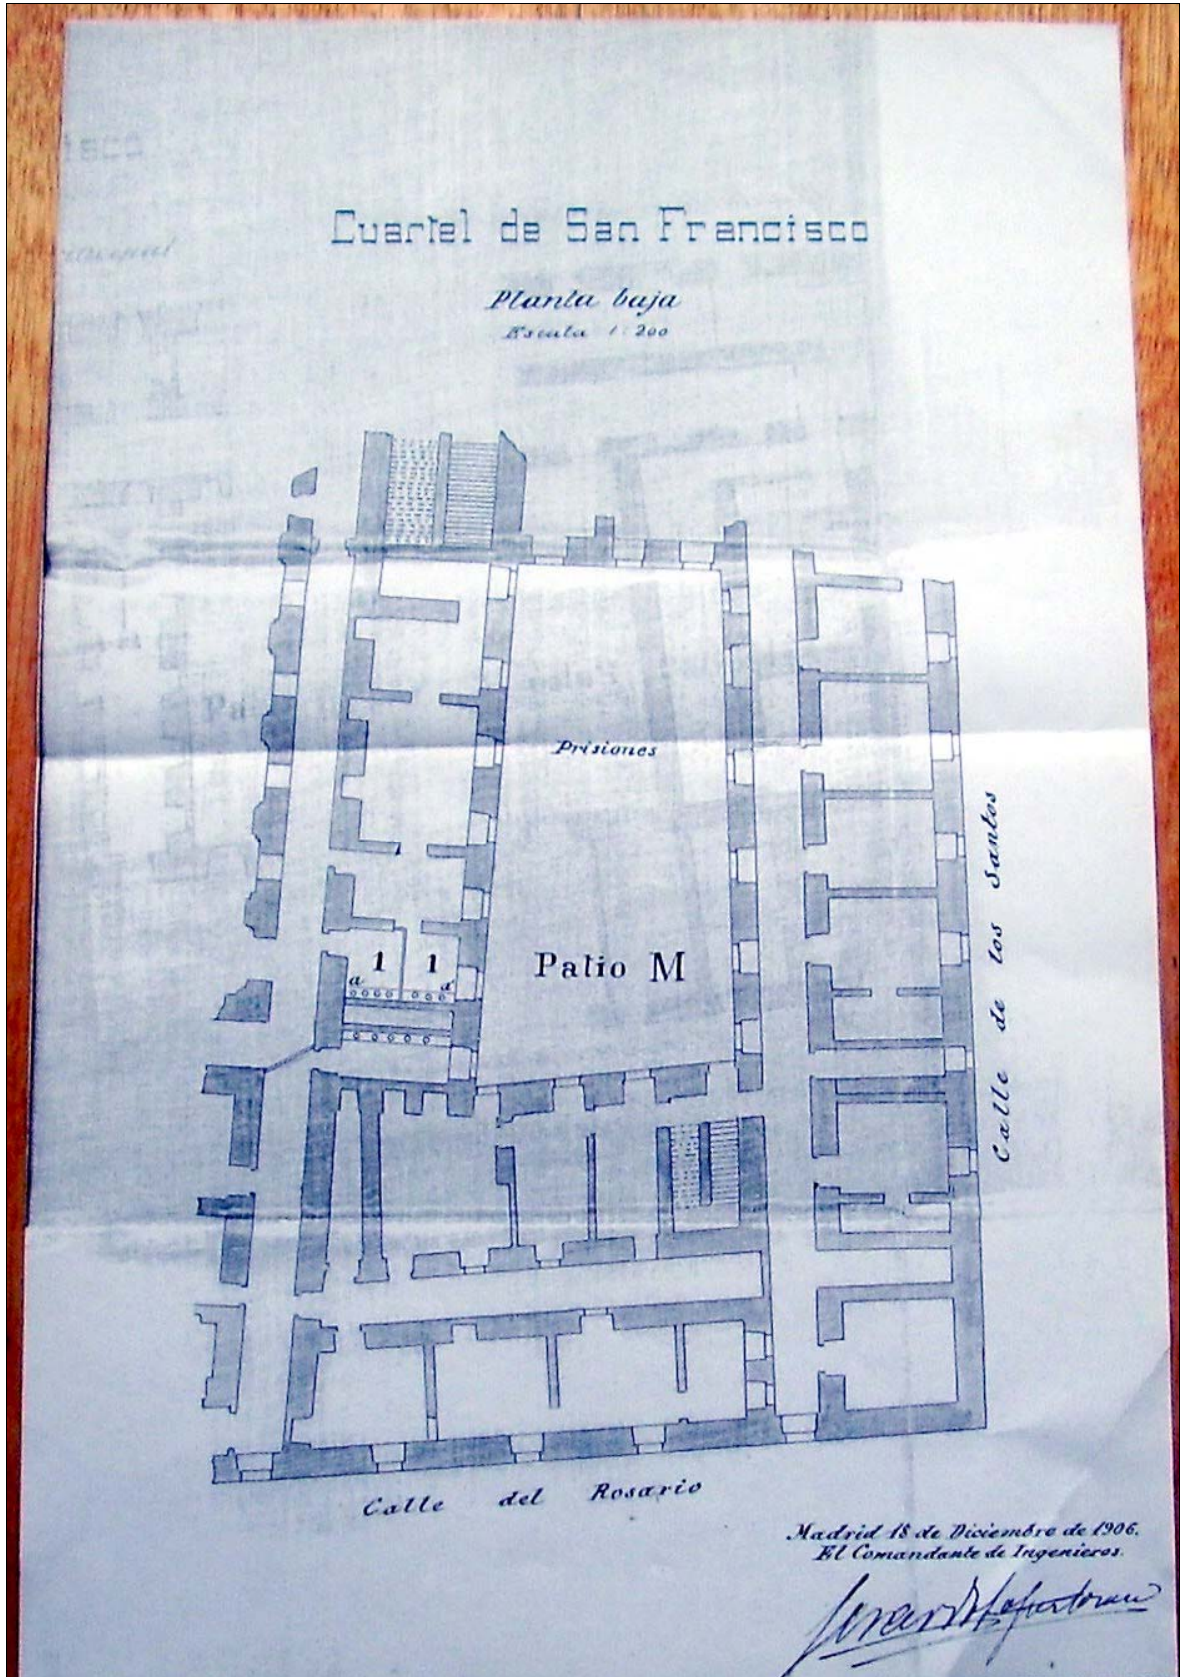 Cuartel de San Francisco
Planta baja
Escala 1:200
Prisiones
Patio M
1 1
a a
Calle de los Santos
Calle del Rosario
Madrid 18 de Diciembre de 1906.
El Comandante de Ingenieros.